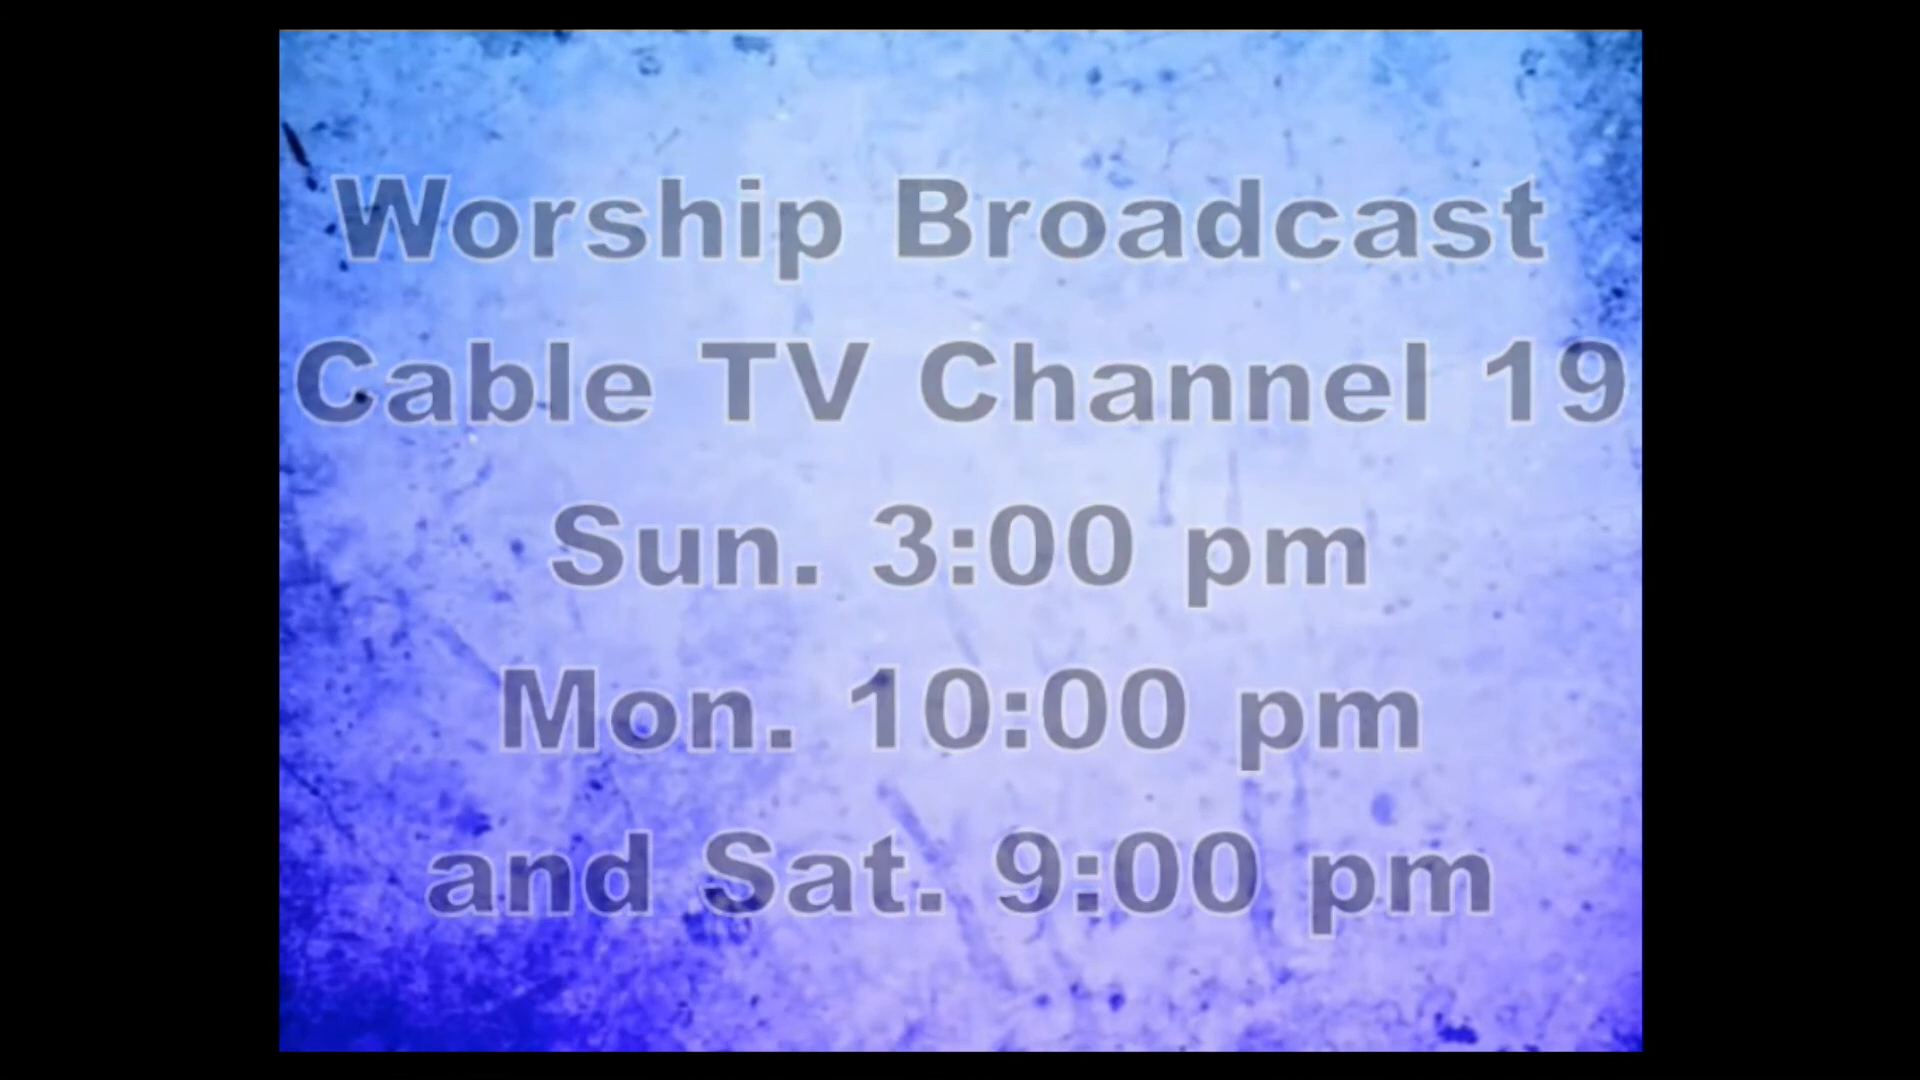 Worship Broadcast
Cable TV Channel 19
Sun. 3:00 pm
Mon. 10:00 pm
and Sat. 9:00 pm